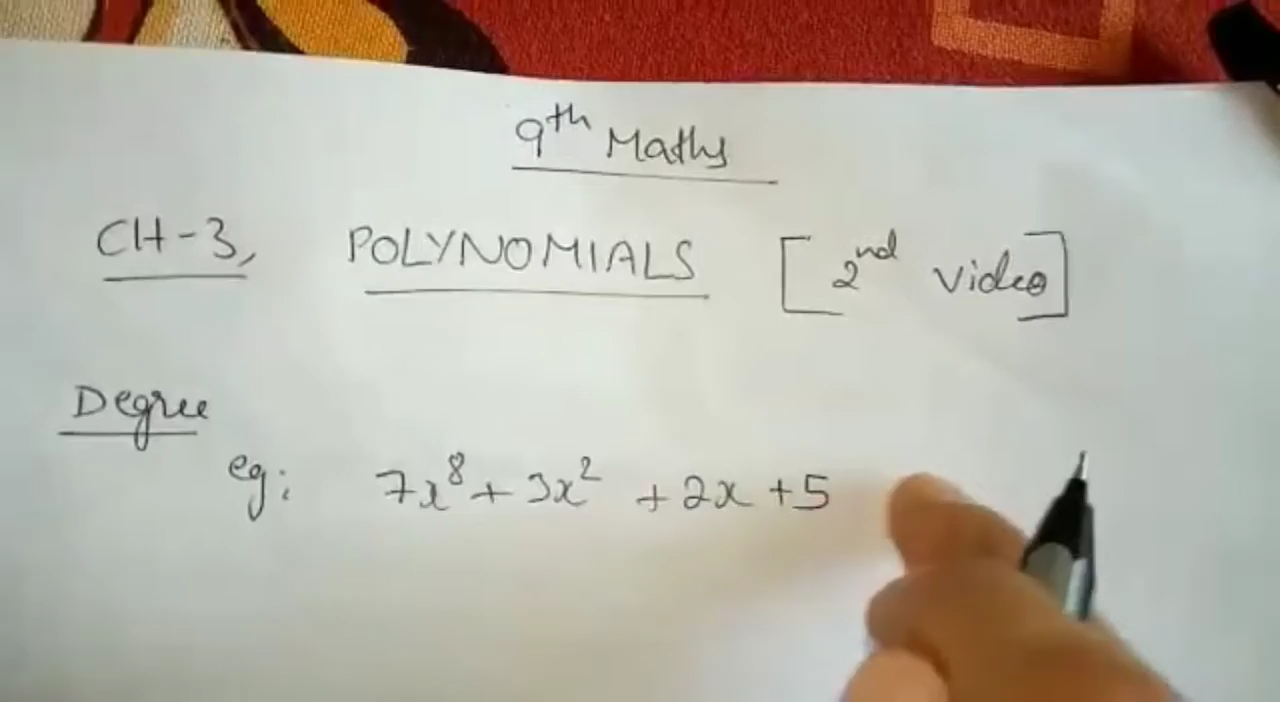 9th Maths
CH-3, POLYNOMIALS [2nd Video]
Degree
eg: 7x⁸ + 3x² + 2x + 5